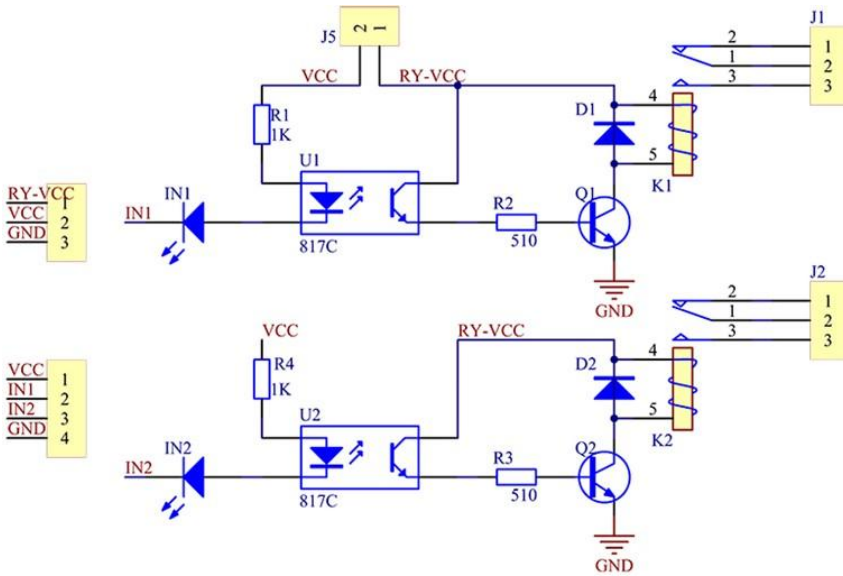 J5
2 1
VCC RY-VCC
R1
1K
U1
817C
IN1
IN1
RY-VCC 1
VCC 2
GND 3
R2
510
D1
Q1
GND
4
5
K1
J1
2 1
1 2
3 3
VCC 1
IN1 2
IN2 3
GND 4
VCC
R4
1K
U2
817C
IN2
IN2
RY-VCC
R3
510
D2
Q2
GND
4
5
K2
J2
2 1
1 2
3 3